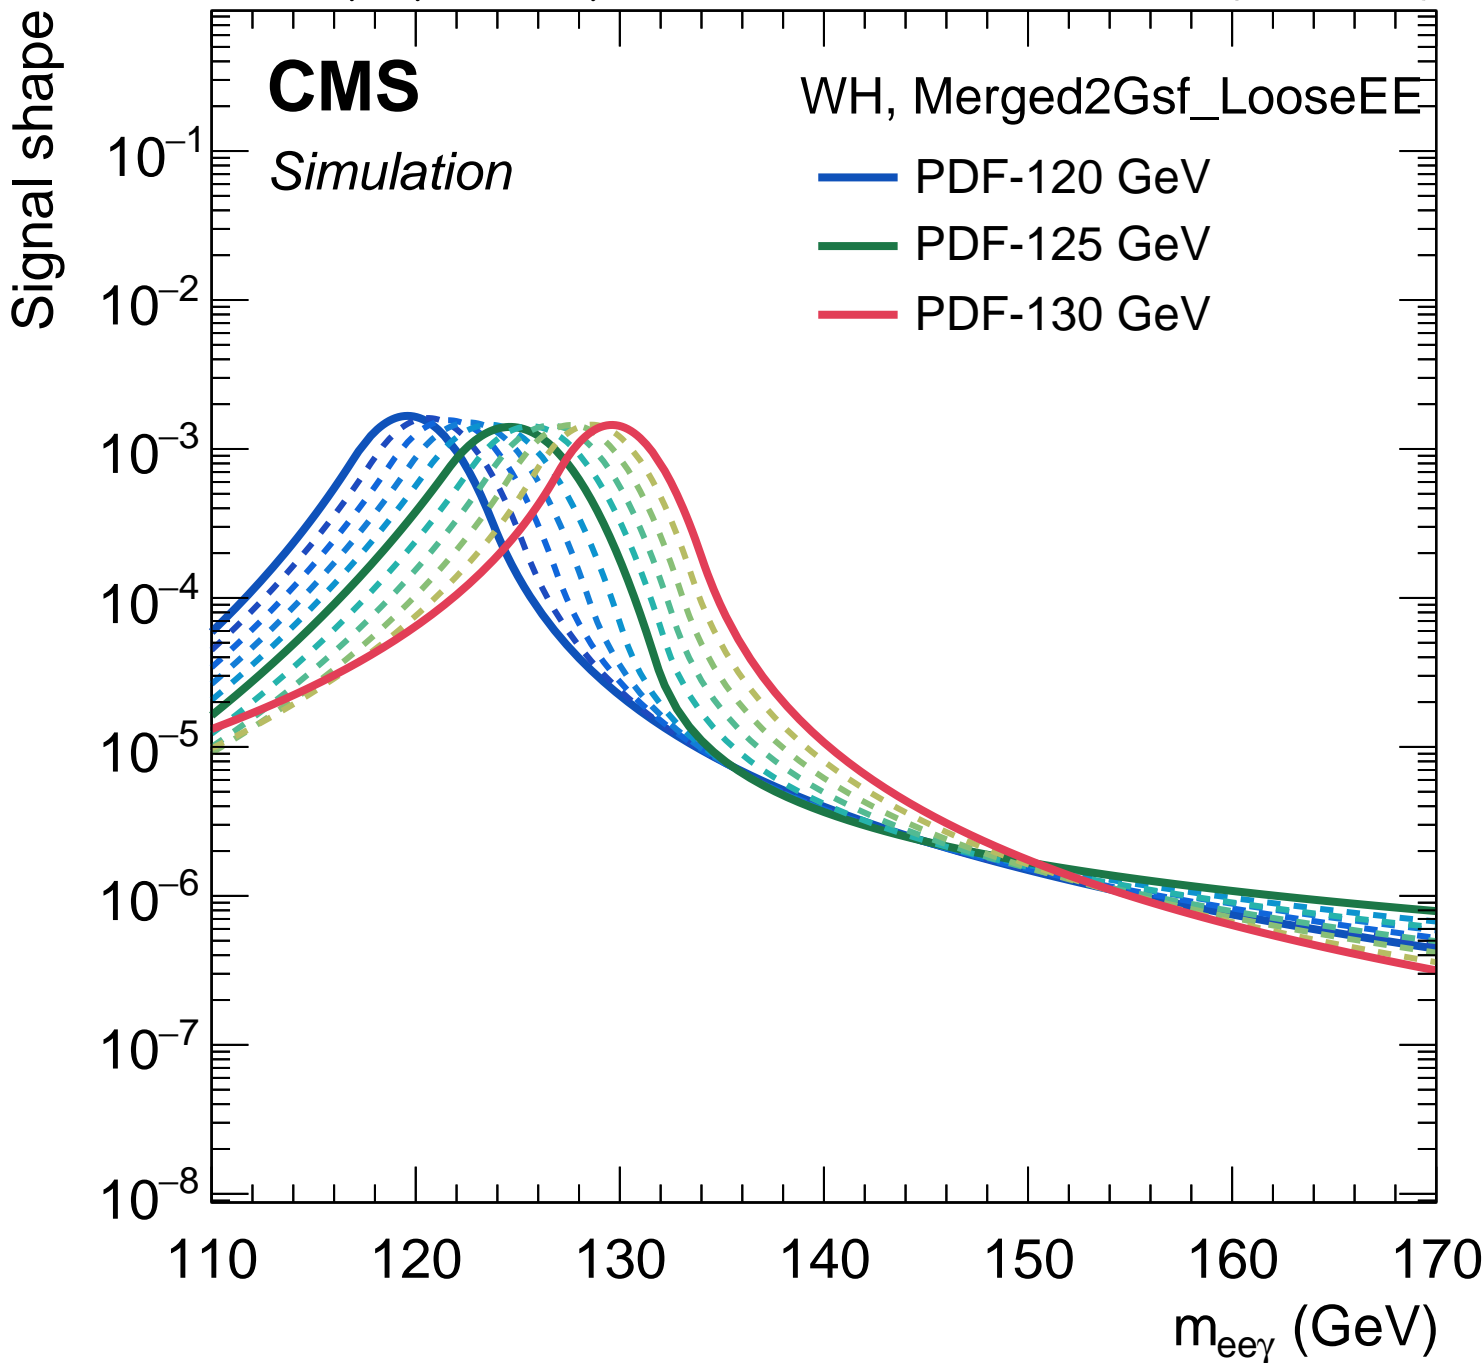 Signal shape
CMS
Simulation
WH, Merged2Gsf_LooseEE
PDF-120 GeV
PDF-125 GeV
PDF-130 GeV
10−1
10−2
10−3
10−4
10−5
10−6
10−7
10−8
110 120 130 140 150 160 170
meeγ (GeV)